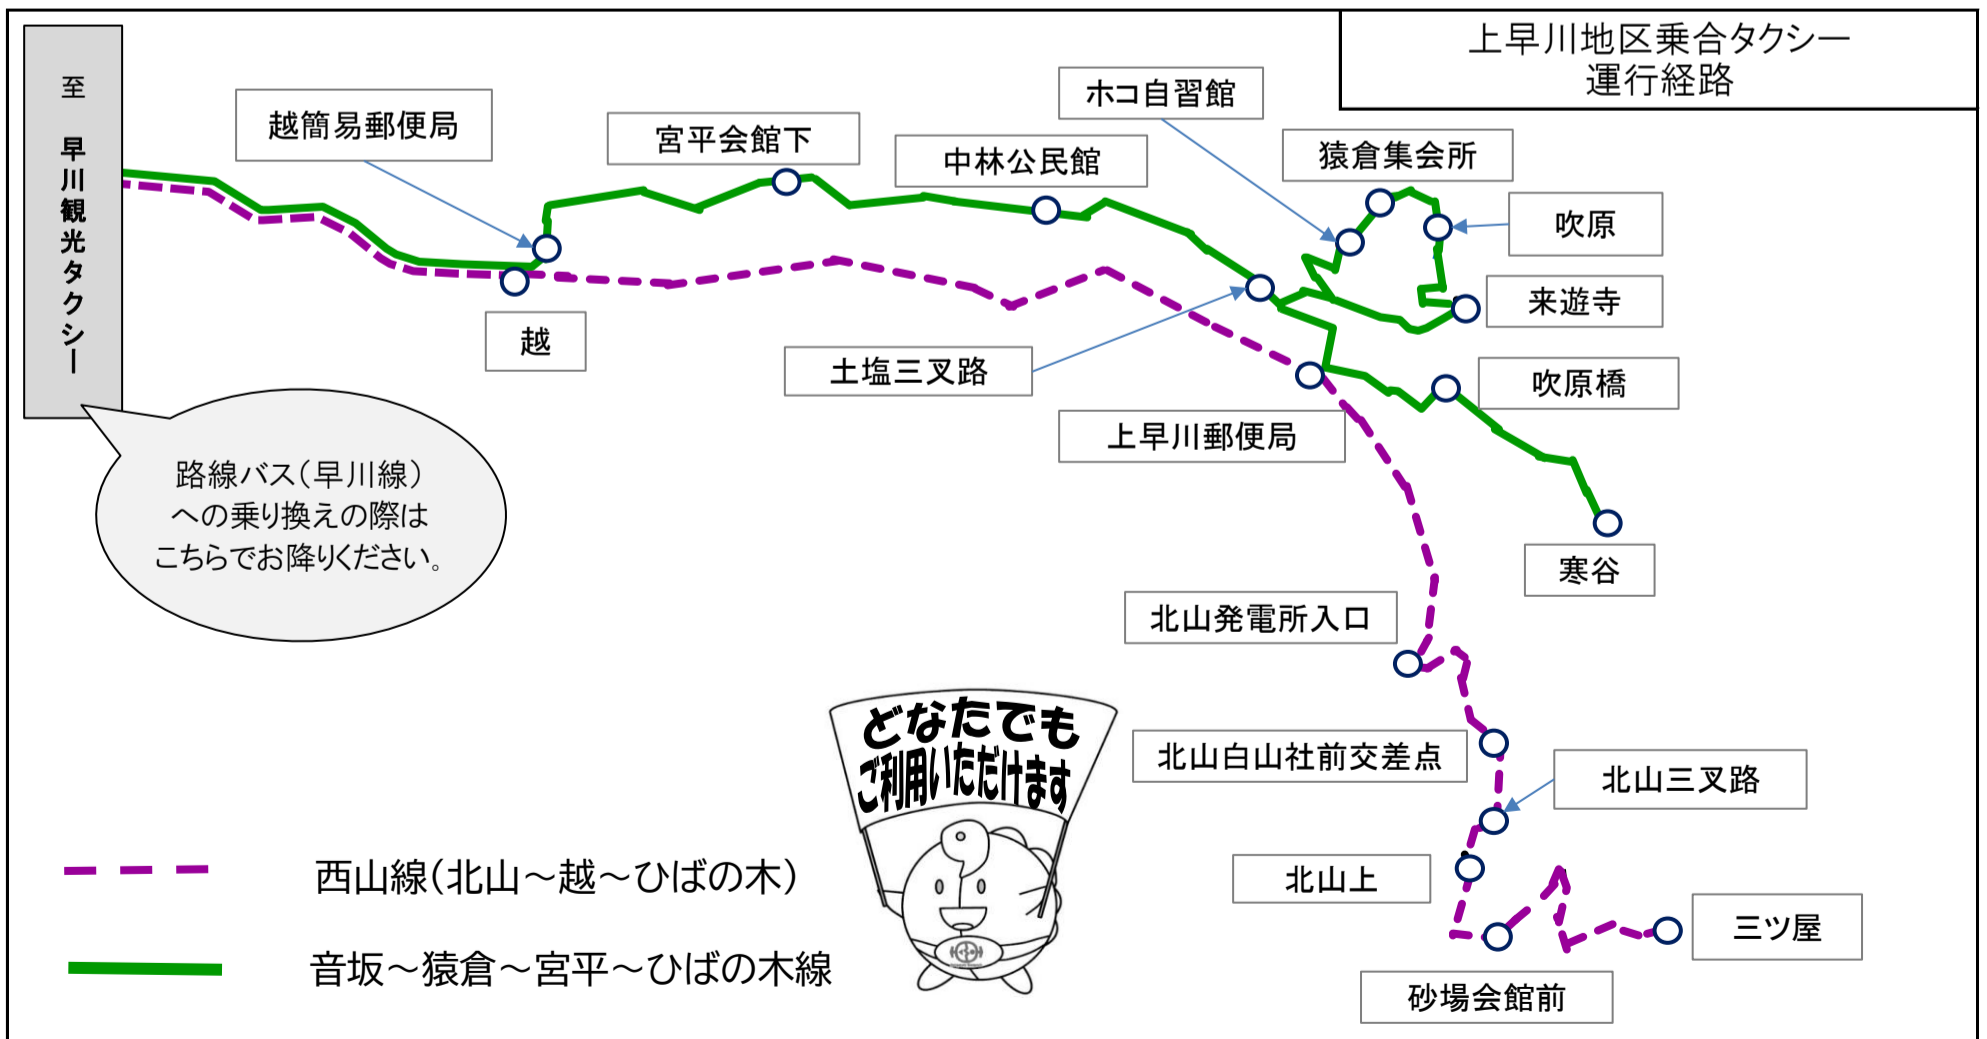 上早川地区乗合タクシー
運行経路
至 早川観光タクシー
越簡易郵便局
宮平会館下
中林公民館
ホコ自習館
猿倉集会所
吹原
来遊寺
越
土塩三叉路
吹原橋
上早川郵便局
寒谷
路線バス（早川線）
への乗り換えの際は
こちらでお降りください。
北山発電所入口
北山白山社前交差点
北山三叉路
北山上
三ツ屋
砂場会館前
どなたでも
ご利用いただけます
西山線(北山～越～ひばの木)
音坂～猿倉～宮平～ひばの木線